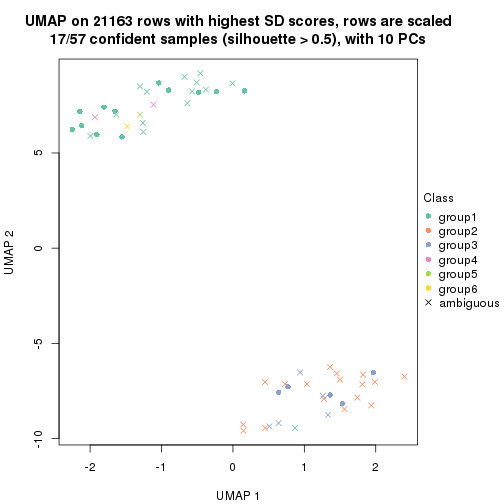 UMAP on 21163 rows with highest SD scores, rows are scaled
17/57 confident samples (silhouette > 0.5), with 10 PCs
UMAP 2
5
0
-5
-10
-2
-1
0
1
2
UMAP 1
Class
group1
group2
group3
group4
group5
group6
ambiguous